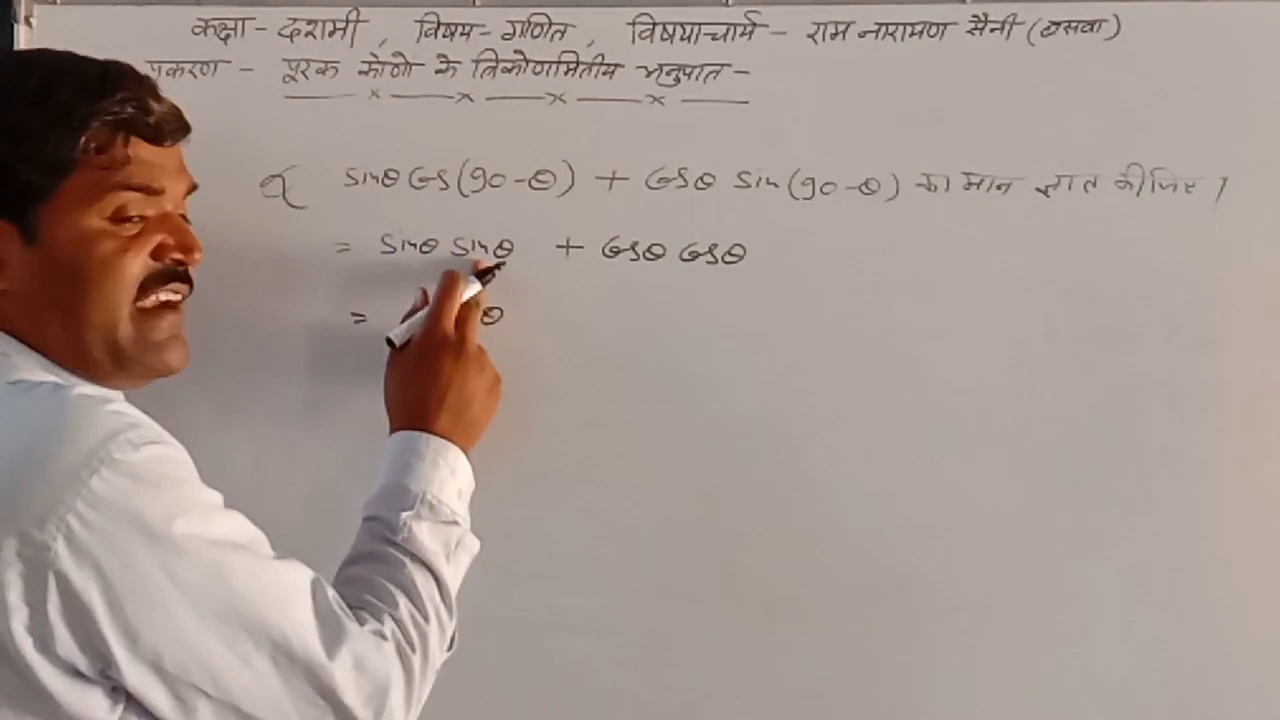 कक्षा - दशमी , विषय - गणित , विषयाचार्य - राम नारायण सैनी (बसवा)
प्रकरण - पूरक कोणो के त्रिकोणमितीय अनुपात -
sinθ cos(90-θ) + cosθ sin(90-θ) का मान ज्ञात कीजिए।
= sinθ sinθ + cosθ cosθ
= θ